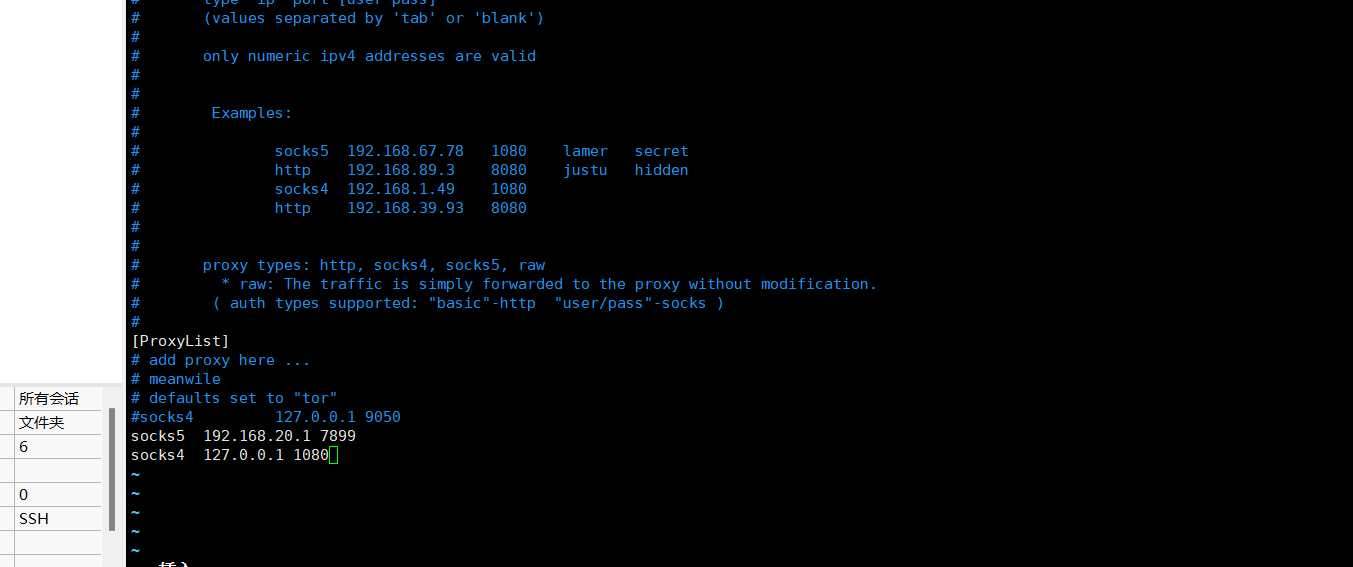 #       type  ip  port [user pass]
#       (values separated by 'tab' or 'blank')
#
#       only numeric ipv4 addresses are valid
#
#
#        Examples:
#
#               socks5  192.168.67.78   1080    lamer   secret
#               http    192.168.89.3    8080    justu   hidden
#               socks4  192.168.1.49    1080
#               http    192.168.39.93   8080
#
#
#       proxy types: http, socks4, socks5, raw
#         * raw: The traffic is simply forwarded to the proxy without modification.
#        ( auth types supported: "basic"-http  "user/pass"-socks )
#
[ProxyList]
# add proxy here ...
# meanwile
# defaults set to "tor"
#socks4         127.0.0.1 9050
socks5  192.168.20.1 7899
socks4  127.0.0.1 1080
~
~
~
~
~
所有会话
文件夹
6
0
SSH